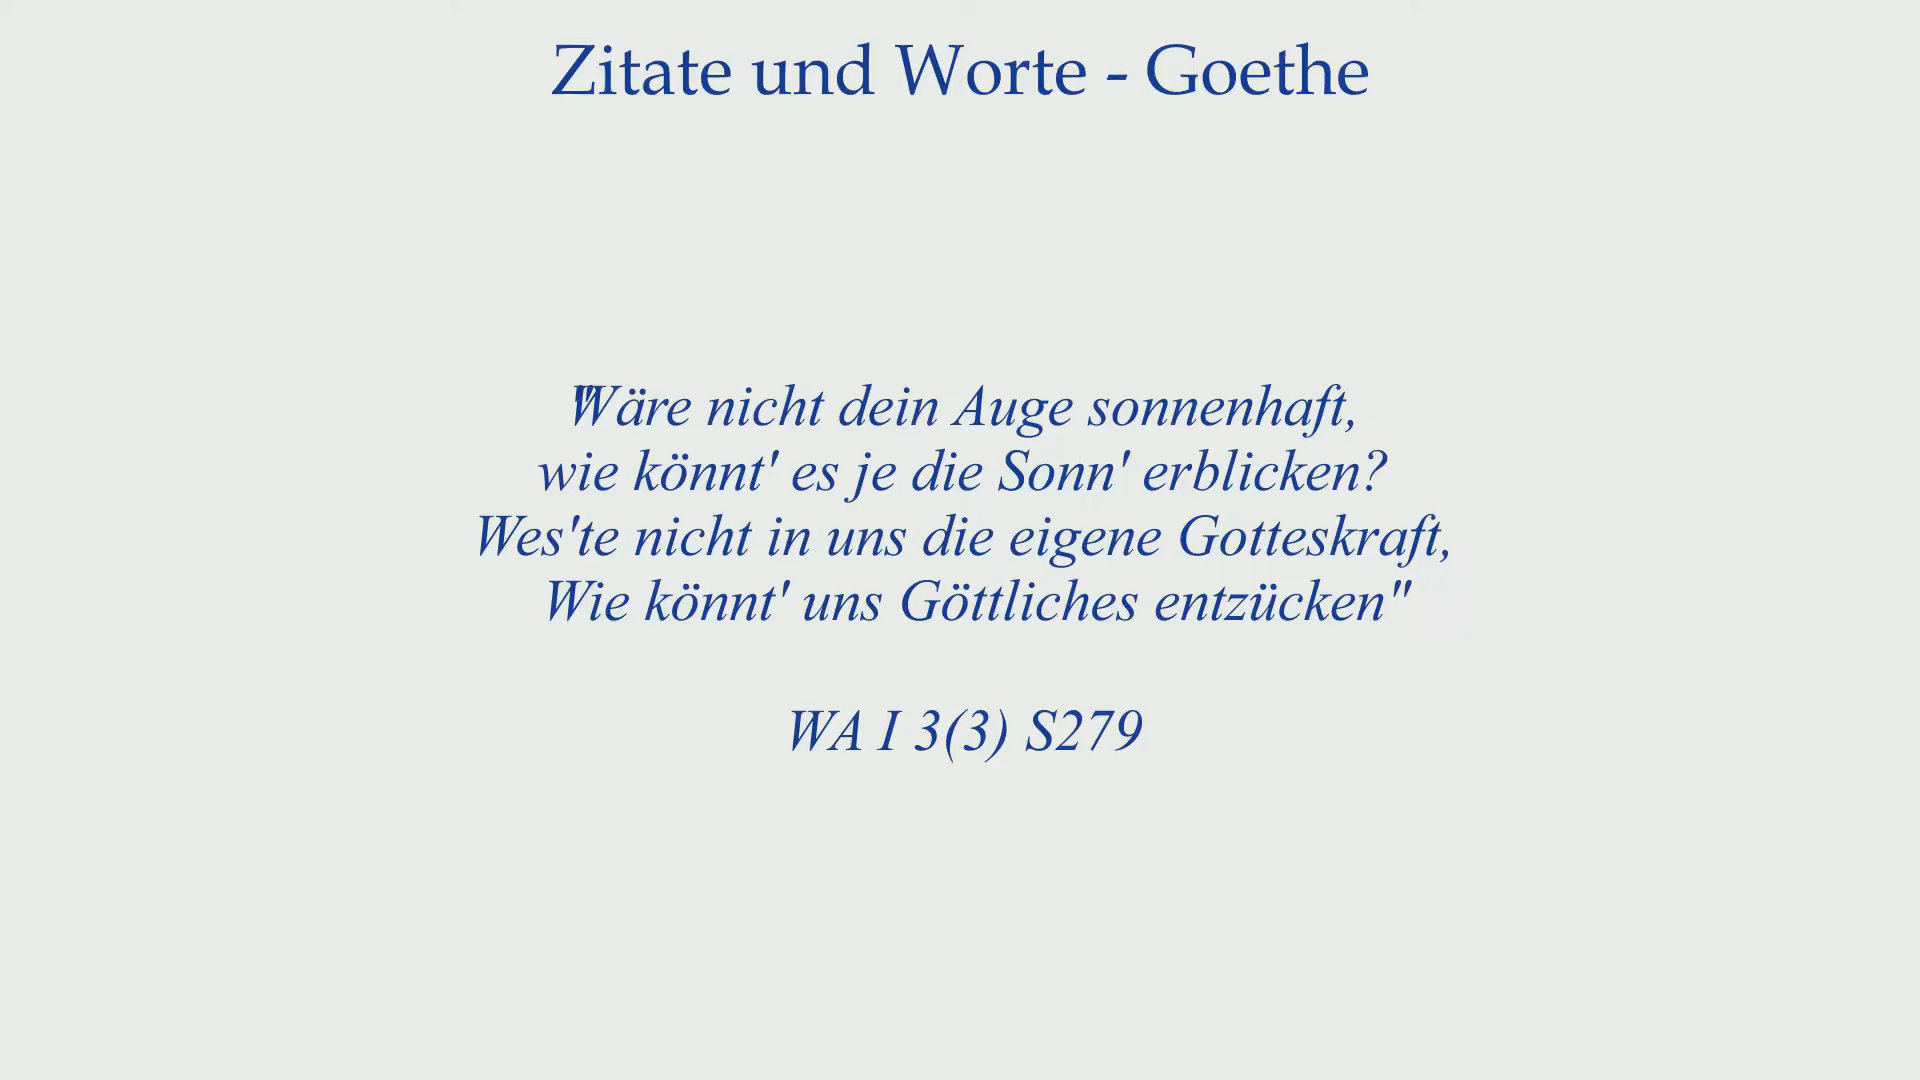 Zitate und Worte - Goethe
"Wäre nicht dein Auge sonnenhaft,
wie könnt' es je die Sonn' erblicken?
Wes'te nicht in uns die eigene Gotteskraft,
Wie könnt' uns Göttliches entzücken"
WA I 3(3) S279